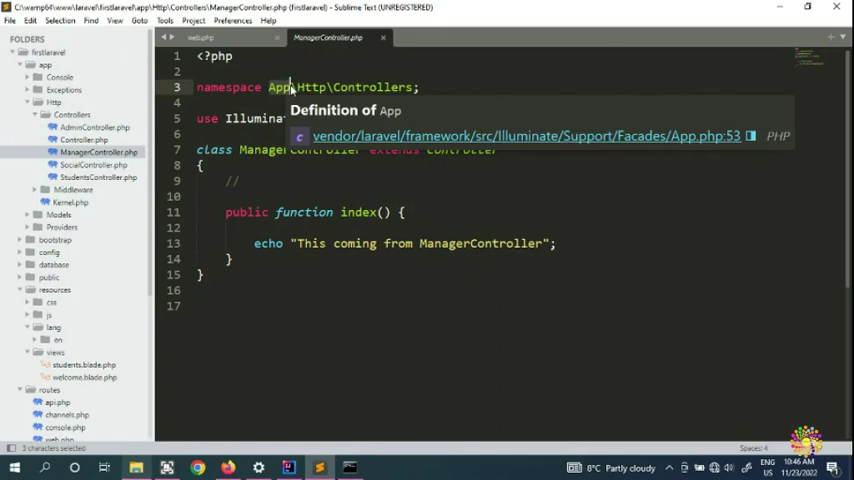 C:\wamp64\www\laravel\firstlaravel\app\Http\Controllers\ManagerController.php (firstlaravel) - Sublime Text (UNREGISTERED)
File Edit Selection Find View Goto Tools Project Preferences Help
FOLDERS
firstlaravel
app
Console
Exceptions
Http
Controllers
AdminController.php
Controller.php
ManagerController.php
SocialController.php
StudentsController.php
Middleware
Kernel.php
Models
Providers
bootstrap
config
database
public
resources
css
js
lang
en
views
students.blade.php
welcome.blade.php
routes
api.php
channels.php
console.php
web.php
web.php ManagerController.php
1 <?php
2
3 namespace App\Http\Controllers;
4
5 use Illuminat
Definition of App
c vendor/laravel/framework/src/Illuminate/Support/Facades/App.php:53 PHP
6
7 class ManagerController extends Controller
8 {
9 //
10
11 public function index() {
12
13 echo "This coming from ManagerController";
14 }
15 }
16
17
3 characters selected
Spaces: 4
8°C Partly cloudy
ENG
US
10:46 AM
11/23/2022